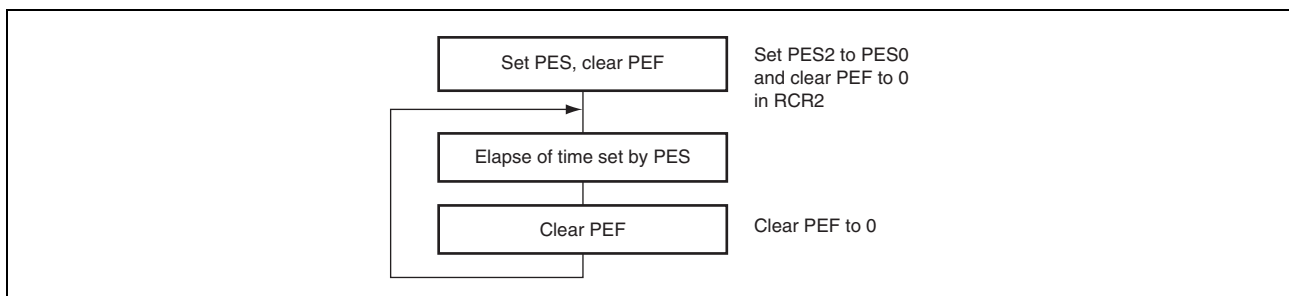 Set PES, clear PEF
Set PES2 to PES0
and clear PEF to 0
in RCR2
Elapse of time set by PES
Clear PEF
Clear PEF to 0